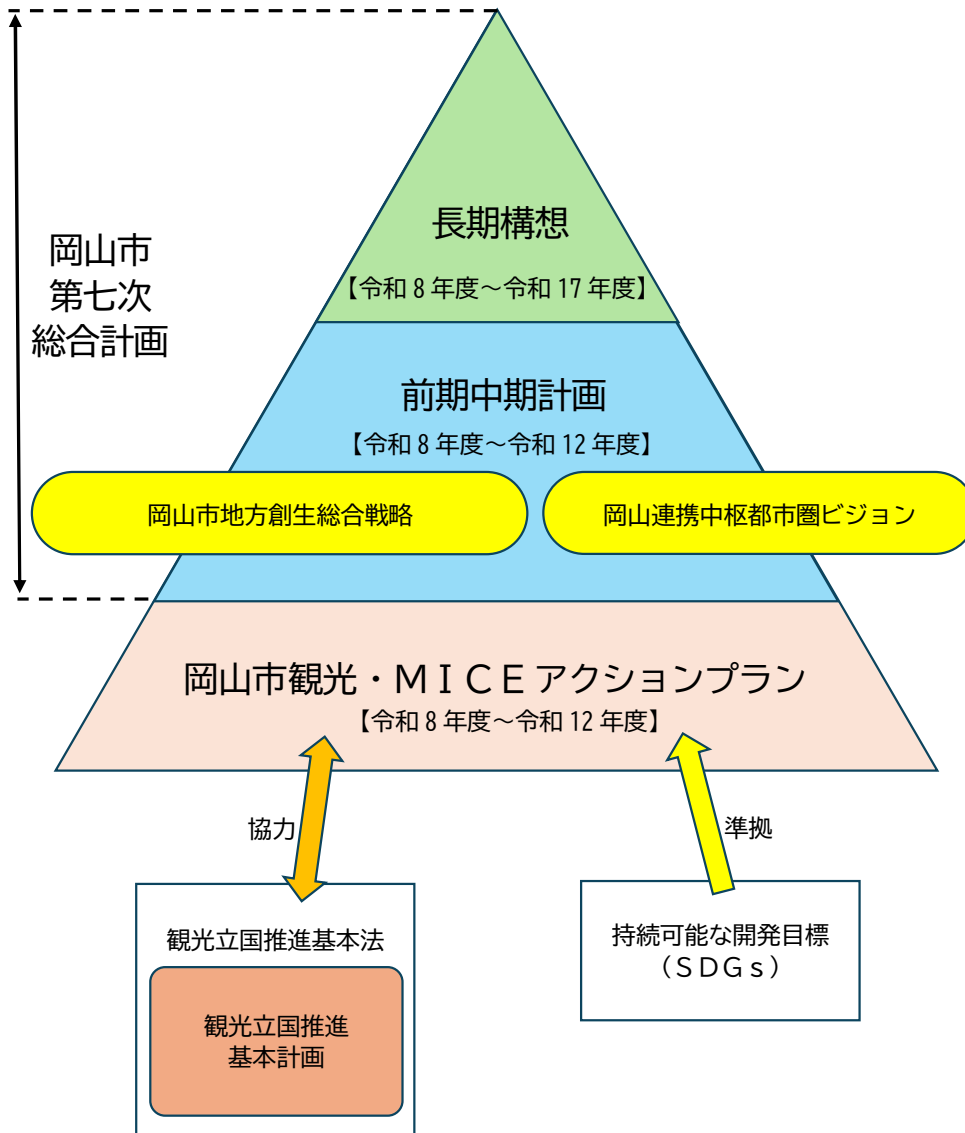 長期構想
【令和8年度~令和17年度】
岡山市
第七次
総合計画
前期中期計画
【令和8年度~令和12年度】
岡山市地方創生総合戦略
岡山連携中枢都市圏ビジョン
岡山市観光・MICEアクションプラン
【令和8年度~令和12年度】
協力
準拠
観光立国推進基本法
観光立国推進
基本計画
持続可能な開発目標
(SDGs)